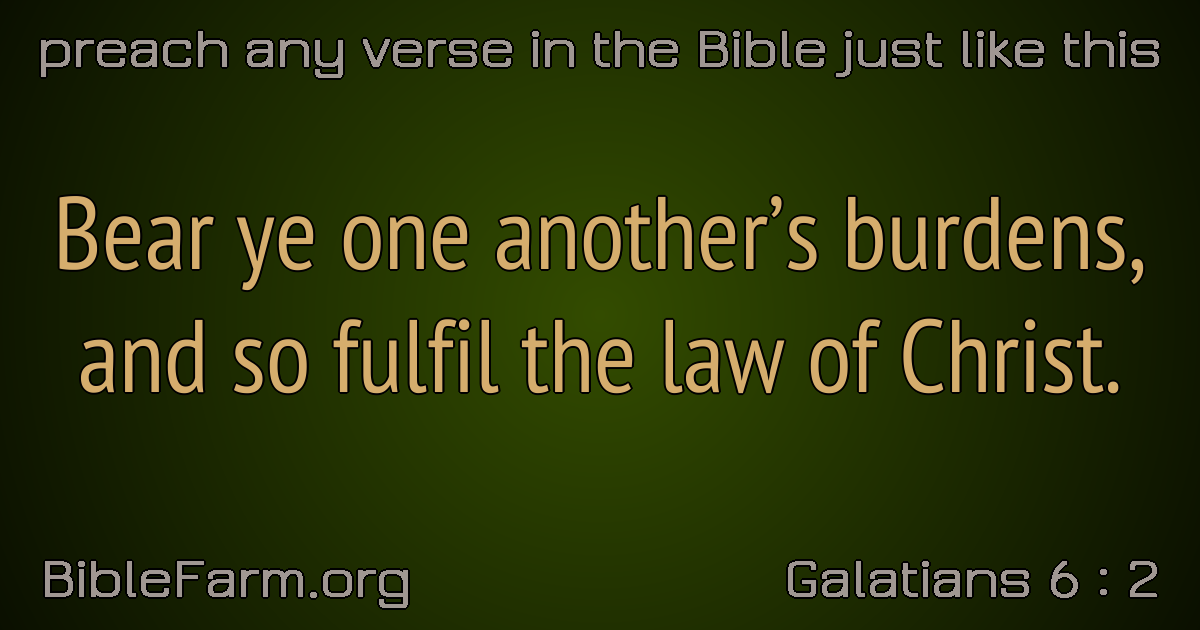 preach any verse in the Bible just like this
Bear ye one another’s burdens,
and so fulfil the law of Christ.
BibleFarm.org
Galatians 6 : 2